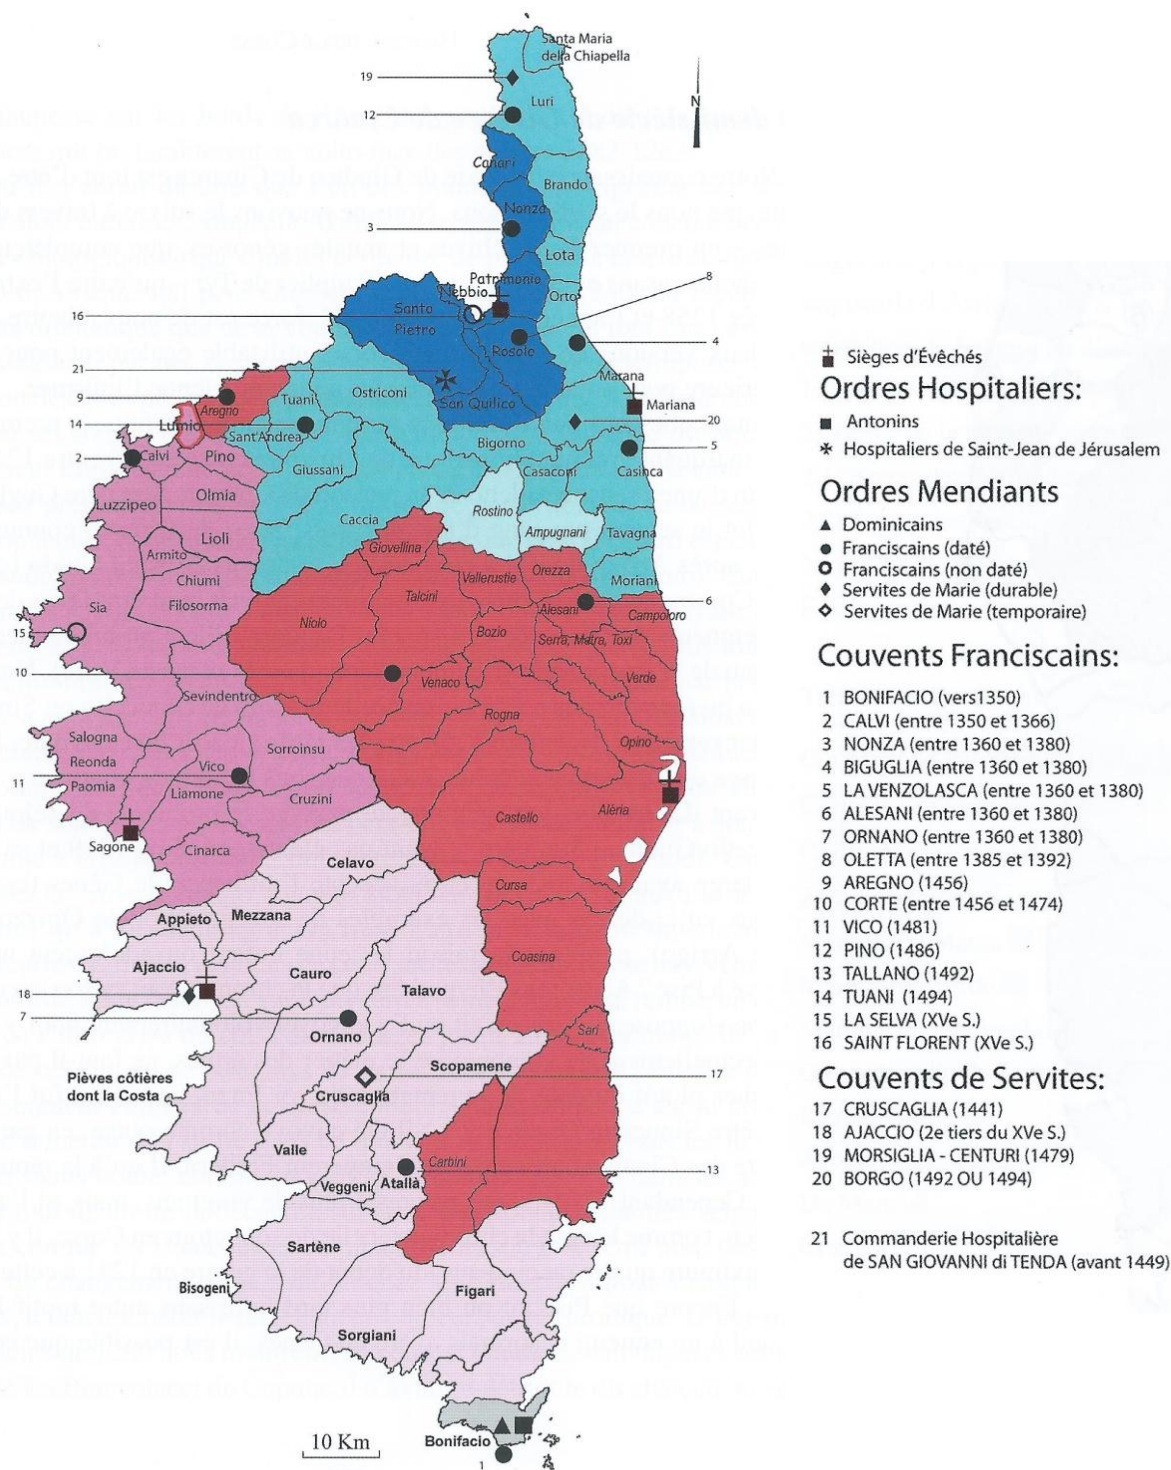 Santa Maria
della Chiapella
19
Luri
12
N
Canari
Brando
Nonza
3
Lota
8
Patrimonio
Nebbio
Orto
Santo
Pietro
16
Rosolo
4
21
Marana
Ostriconi
Tuani
9
Aregno
San Quilico
Mariana
Lumio
14
20
Sant'Andrea
Bigorno
2
Calvi
Pino
5
Giussani
Casaconi
Casinca
Luzzipeo
Olmia
Rostino
Caccia
Ampugnani
Tavagna
Lioli
Armito
Giovellina
Chiumi
Vallerustie
Orezza
Moriani
Talcini
Sia
Filosorma
Alesani
6
Campoloro
Niolo
15
Bozio
Serra, Matra, Toxi
10
Venaco
Verde
Sevindentro
Rogna
Salogna
Sorroinsu
Opino
Reonda
Vico
11
Paomia
Liamone
Cruzini
Castello
Alèria
Sagone
Cinarca
Celavo
Cursa
Appieto
Mezzana
Coasina
Ajaccio
Cauro
Talavo
18
7
Ornano
Sari
Scopamene
Pièves côtières
dont la Costa
17
Cruscaglia
Valle
Carbini
Veggeni
Atallà
13
Sartène
Bisogeni
Figari
Sorgiani
10 Km
Bonifacio
1
Sièges d'Évêchés
Ordres Hospitaliers:
Antonins
Hospitaliers de Saint-Jean de Jérusalem
Ordres Mendiants
Dominicains
Franciscains (daté)
Franciscains (non daté)
Servites de Marie (durable)
Servites de Marie (temporaire)
Couvents Franciscains:
1 BONIFACIO (vers1350)
2 CALVI (entre 1350 et 1366)
3 NONZA (entre 1360 et 1380)
4 BIGUGLIA (entre 1360 et 1380)
5 LA VENZOLASCA (entre 1360 et 1380)
6 ALESANI (entre 1360 et 1380)
7 ORNANO (entre 1360 et 1380)
8 OLETTA (entre 1385 et 1392)
9 AREGNO (1456)
10 CORTE (entre 1456 et 1474)
11 VICO (1481)
12 PINO (1486)
13 TALLANO (1492)
14 TUANI (1494)
15 LA SELVA (XVe S.)
16 SAINT FLORENT (XVe S.)
Couvents de Servites:
17 CRUSCAGLIA (1441)
18 AJACCIO (2e tiers du XVe S.)
19 MORSIGLIA - CENTURI (1479)
20 BORGO (1492 OU 1494)
21 Commanderie Hospitalière
de SAN GIOVANNI di TENDA (avant 1449)